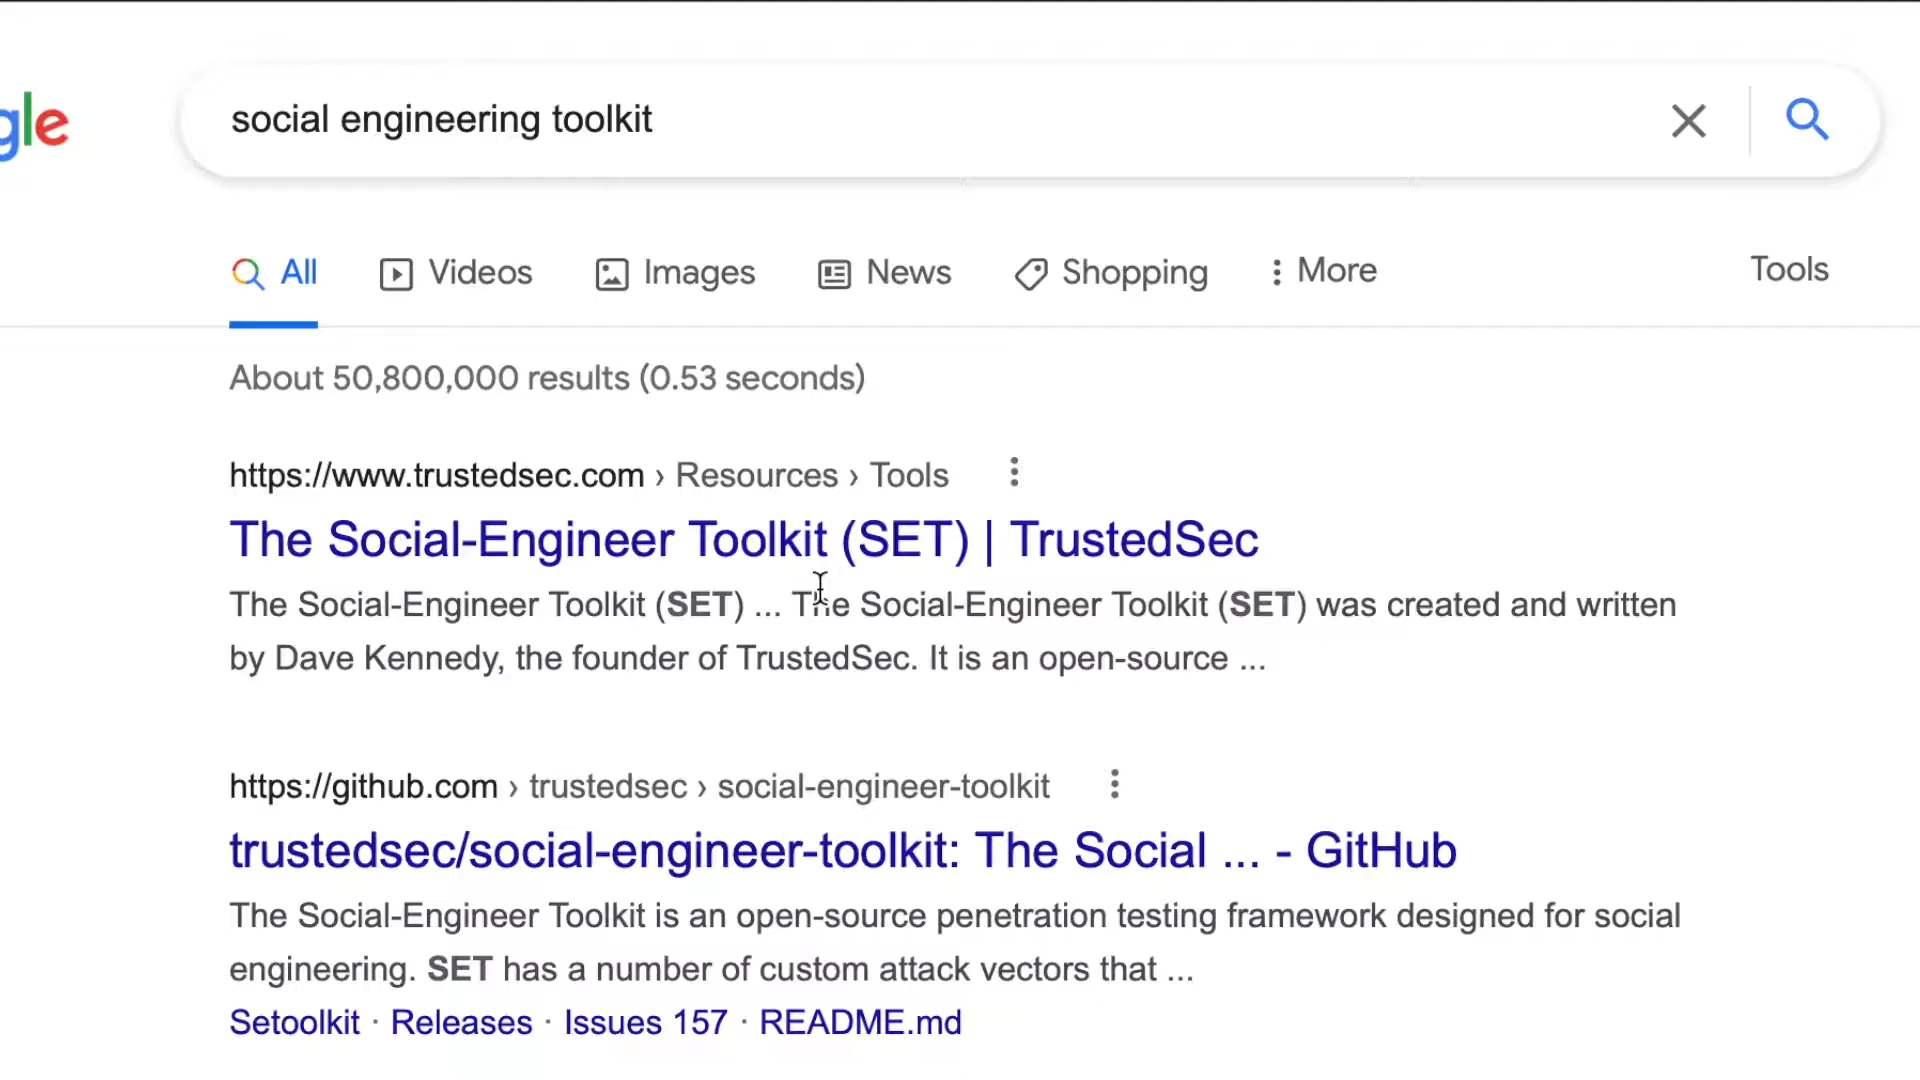 gle
social engineering toolkit
All Videos Images News Shopping More Tools
About 50,800,000 results (0.53 seconds)
https://www.trustedsec.com › Resources › Tools
The Social-Engineer Toolkit (SET) | TrustedSec
The Social-Engineer Toolkit (SET) ... The Social-Engineer Toolkit (SET) was created and written
by Dave Kennedy, the founder of TrustedSec. It is an open-source ...
https://github.com › trustedsec › social-engineer-toolkit
trustedsec/social-engineer-toolkit: The Social ... - GitHub
The Social-Engineer Toolkit is an open-source penetration testing framework designed for social
engineering. SET has a number of custom attack vectors that ...
Setoolkit · Releases · Issues 157 · README.md